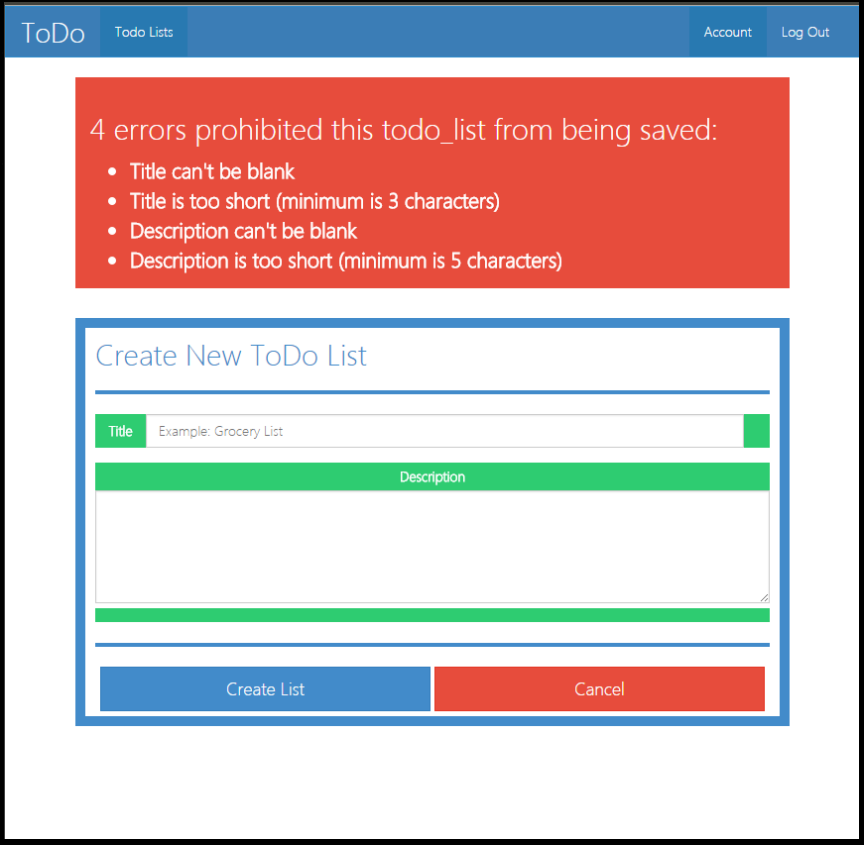 ToDo Todo Lists Account Log Out
4 errors prohibited this todo_list from being saved:
Title can't be blank
Title is too short (minimum is 3 characters)
Description can't be blank
Description is too short (minimum is 5 characters)
Create New ToDo List
Title Example: Grocery List
Description
Create List Cancel